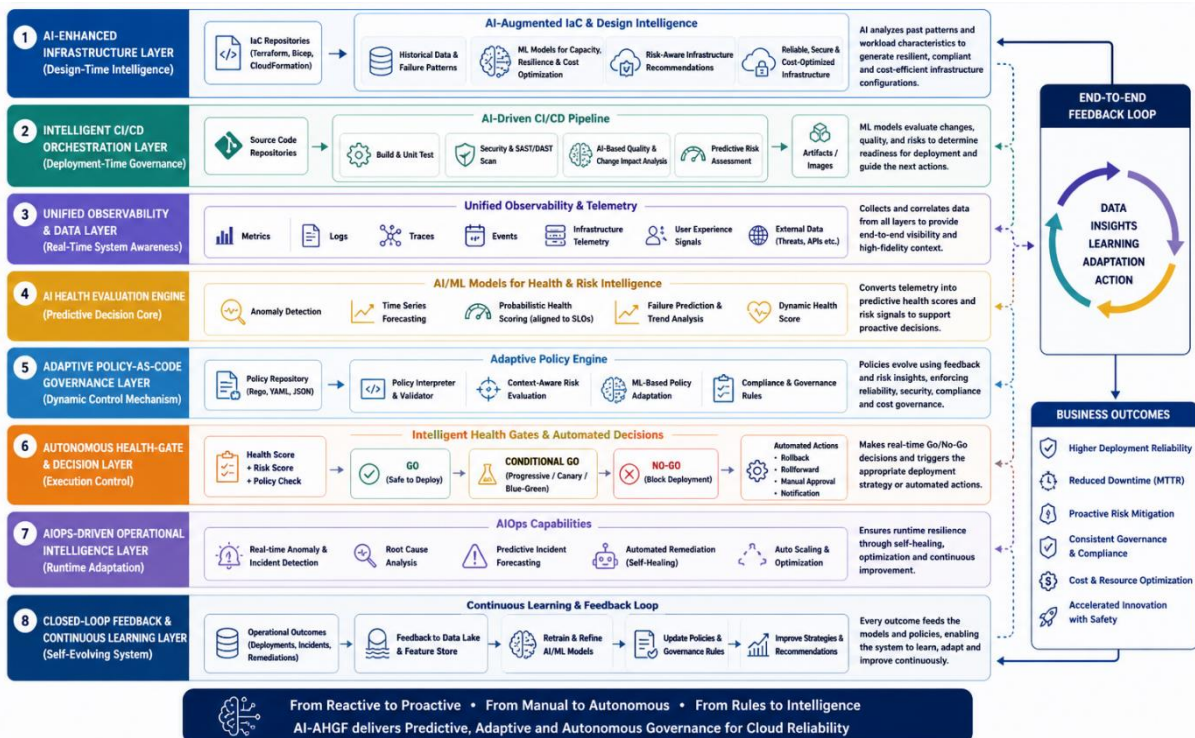 1
AI-ENHANCED
INFRASTRUCTURE LAYER
(Design-Time Intelligence)
IaC Repositories
(Terraform, Bicep,
CloudFormation)
AI-Augmented IaC & Design Intelligence
Historical Data &
Failure Patterns
ML Models for Capacity,
Resilience & Cost
Optimization
Risk-Aware Infrastructure
Recommendations
Reliable, Secure &
Cost-Optimized
Infrastructure
AI analyzes past patterns and
workload characteristics to
generate resilient, compliant
and cost-efficient infrastructure
configurations.
2
INTELLIGENT CI/CD
ORCHESTRATION LAYER
(Deployment-Time Governance)
Source Code
Repositories
AI-Driven CI/CD Pipeline
Build & Unit Test
Security & SAST/DAST
Scan
AI-Based Quality &
Change Impact Analysis
Predictive Risk
Assessment
Artifacts /
Images
ML models evaluate changes,
quality, and risks to determine
readiness for deployment and
guide the next actions.
3
UNIFIED OBSERVABILITY
& DATA LAYER
(Real-Time System Awareness)
Unified Observability & Telemetry
Metrics
Logs
Traces
Events
Infrastructure
Telemetry
User Experience
Signals
External Data
(Threats, APIs etc.)
Collects and correlates data
from all layers to provide
end-to-end visibility and
high-fidelity context.
4
AI HEALTH EVALUATION ENGINE
(Predictive Decision Core)
AI/ML Models for Health & Risk Intelligence
Anomaly Detection
Time Series
Forecasting
Probabilistic Health
Scoring (aligned to SLOs)
Failure Prediction &
Trend Analysis
Dynamic Health
Score
Converts telemetry into
predictive health scores and
risk signals to support
proactive decisions.
5
ADAPTIVE POLICY-AS-CODE
GOVERNANCE LAYER
(Dynamic Control Mechanism)
Policy Repository
(Rego, YAML, JSON)
Adaptive Policy Engine
Policy Interpreter
& Validator
Context-Aware Risk
Evaluation
ML-Based Policy
Adaptation
Compliance & Governance
Rules
Policies evolve using feedback
and risk insights, enforcing
reliability, security, compliance
and cost governance.
6
AUTONOMOUS HEALTH-GATE
& DECISION LAYER
(Execution Control)
Health Score
+ Risk Score
+ Policy Check
Intelligent Health Gates & Automated Decisions
GO
(Safe to Deploy)
CONDITIONAL GO
(Progressive / Canary /
Blue-Green)
NO-GO
(Block Deployment)
Automated Actions
• Rollback
• Rollforward
• Manual Approval
• Notification
Makes real-time Go/No-Go
decisions and triggers the
appropriate deployment
strategy or automated actions.
7
AIOPS-DRIVEN OPERATIONAL
INTELLIGENCE LAYER
(Runtime Adaptation)
AIOps Capabilities
Real-time Anomaly &
Incident Detection
Root Cause
Analysis
Predictive Incident
Forecasting
Automated Remediation
(Self-Healing)
Auto Scaling &
Optimization
Ensures runtime resilience
through self-healing,
optimization and continuous
improvement.
8
CLOSED-LOOP FEEDBACK &
CONTINUOUS LEARNING LAYER
(Self-Evolving System)
Continuous Learning & Feedback Loop
Operational Outcomes
(Deployments, Incidents,
Remediations)
Feedback to Data Lake
& Feature Store
Retrain & Refine
AI/ML Models
Update Policies &
Governance Rules
Improve Strategies &
Recommendations
Every outcome feeds the
models and policies, enabling
the system to learn, adapt and
improve continuously.
END-TO-END
FEEDBACK LOOP
DATA
INSIGHTS
LEARNING
ADAPTATION
ACTION
BUSINESS OUTCOMES
Higher Deployment Reliability
Reduced Downtime (MTTR)
Proactive Risk Mitigation
Consistent Governance
& Compliance
Cost & Resource Optimization
Accelerated Innovation
with Safety
From Reactive to Proactive • From Manual to Autonomous • From Rules to Intelligence
AI-AHGF delivers Predictive, Adaptive and Autonomous Governance for Cloud Reliability